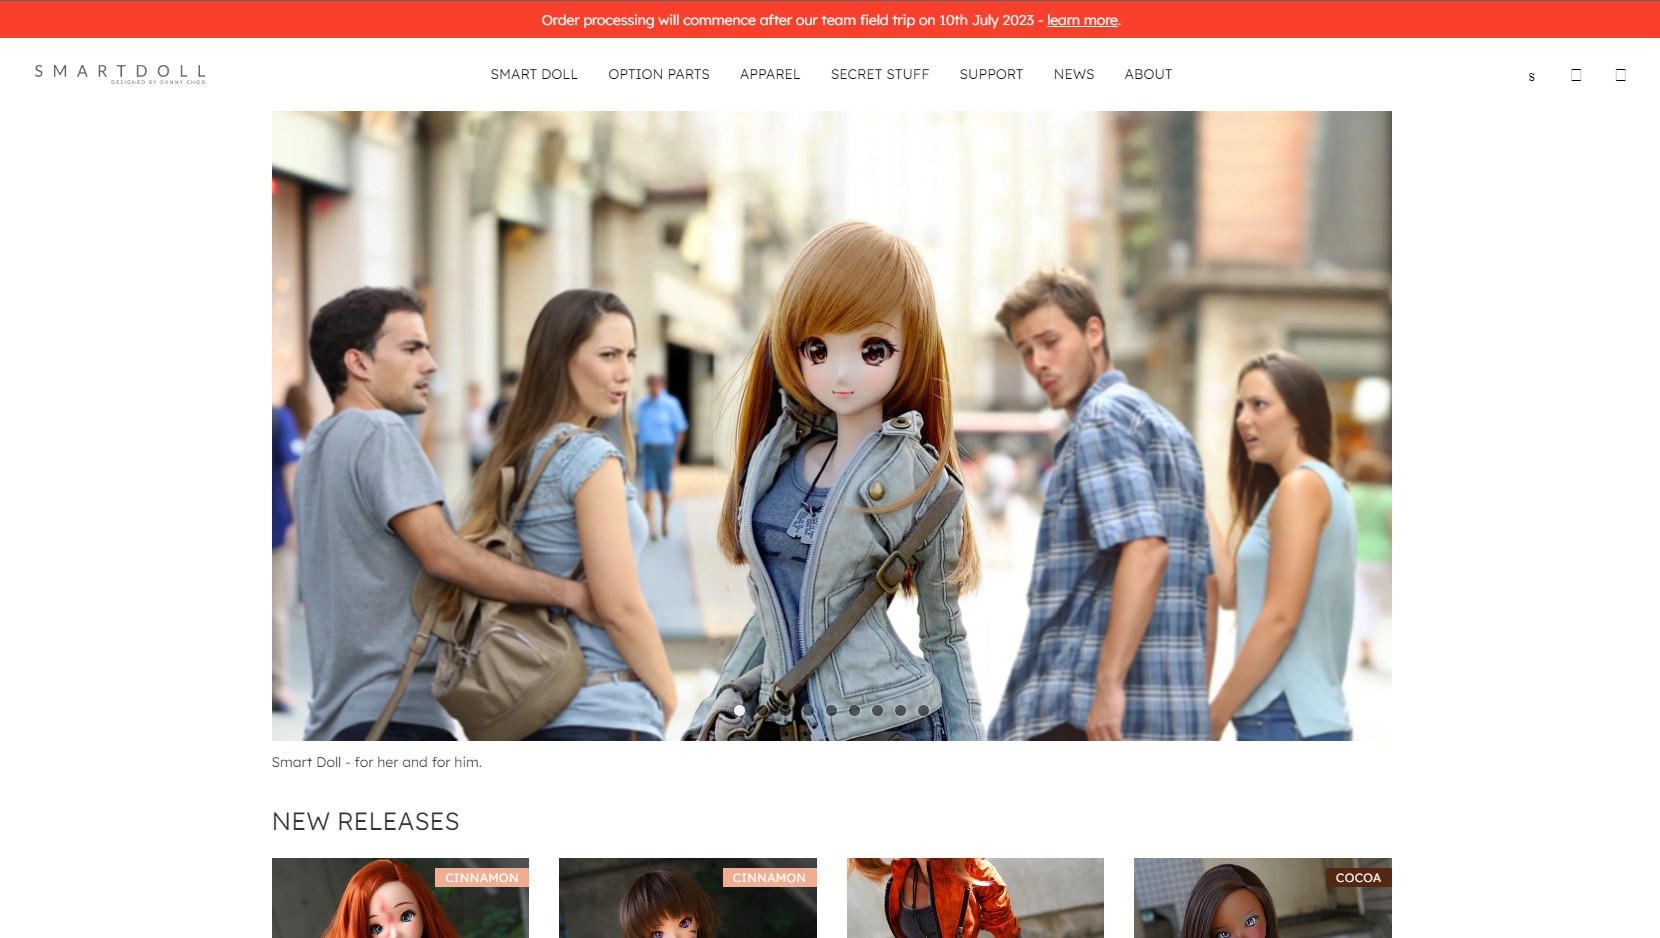 Order processing will commence after our team field trip on 10th July 2023 - learn more.
SMARTDOLL
DESIGNED BY DANNY CHOO
SMART DOLL
OPTION PARTS
APPAREL
SECRET STUFF
SUPPORT
NEWS
ABOUT
s
Smart Doll - for her and for him.
NEW RELEASES
CINNAMON
CINNAMON
COCOA